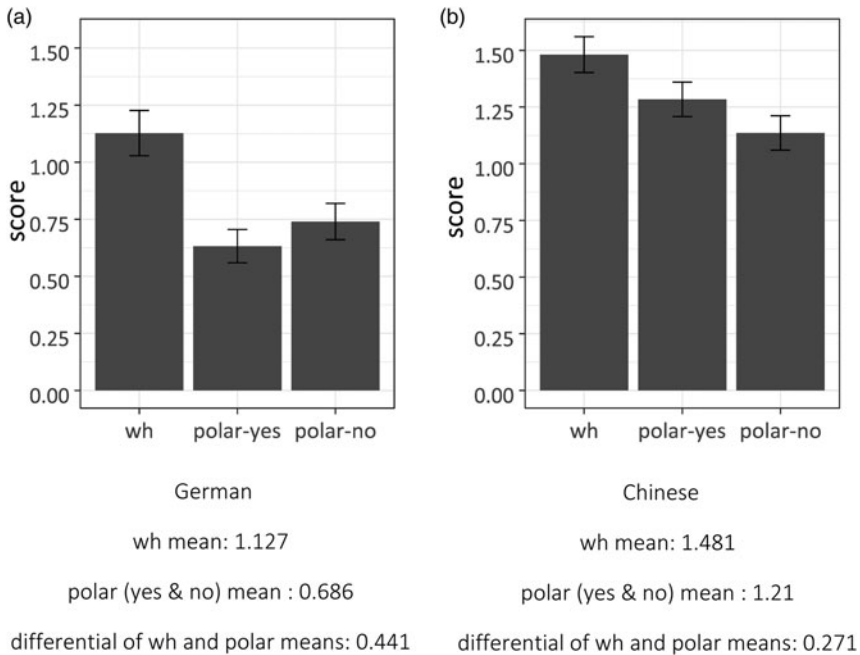 (a)
1.50
1.25
1.00
0.75
0.50
0.25
0.00
score
wh polar-yes polar-no
German
wh mean: 1.127
polar (yes & no) mean : 0.686
differential of wh and polar means: 0.441
(b)
1.50
1.25
1.00
0.75
0.50
0.25
0.00
score
wh polar-yes polar-no
Chinese
wh mean: 1.481
polar (yes & no) mean : 1.21
differential of wh and polar means: 0.271